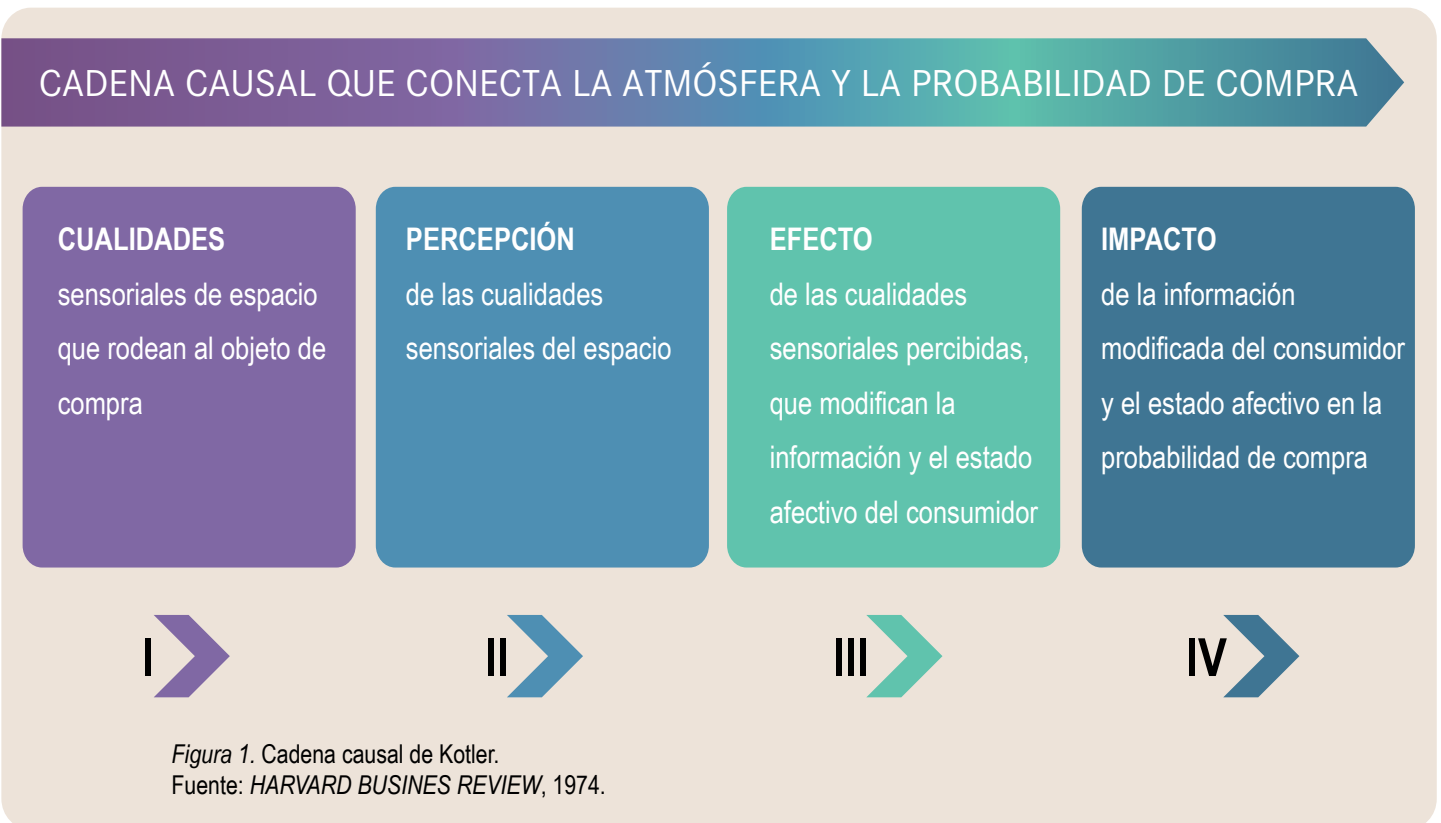 CADENA CAUSAL QUE CONECTA LA ATMÓSFERA Y LA PROBABILIDAD DE COMPRA
CUALIDADES
sensoriales de espacio
que rodean al objeto de
compra
PERCEPCIÓN
de las cualidades
sensoriales del espacio
EFECTO
de las cualidades
sensoriales percibidas,
que modifican la
información y el estado
afectivo del consumidor
IMPACTO
de la información
modificada del consumidor
y el estado afectivo en la
probabilidad de compra
I
II
III
IV
Figura 1. Cadena causal de Kotler.
Fuente: HARVARD BUSINES REVIEW, 1974.